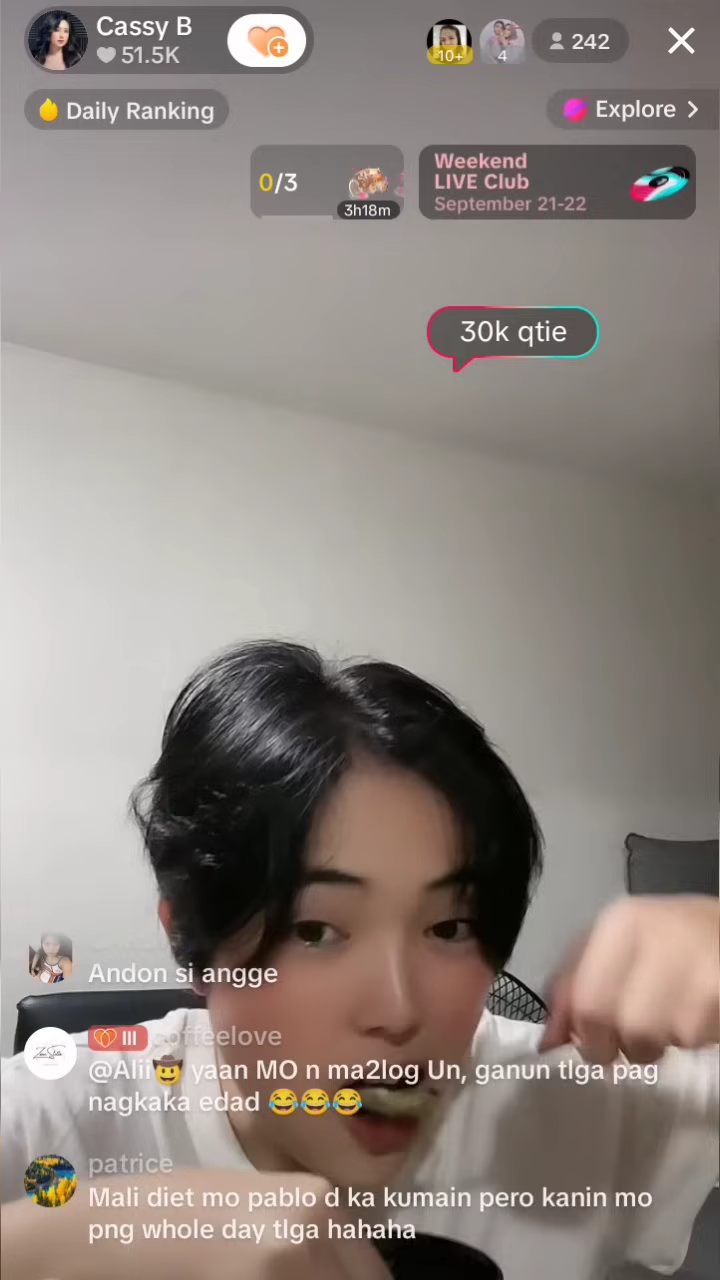 Cassy B
51.5K
10+
4
242
Daily Ranking
Explore
0/3
3h18m
Weekend
LIVE Club
September 21-22
30k qtie
Andon si angge
III coffeelove
@Alii🤠 yaan MO n ma2log Un, ganun tlga pag
nagkaka edad 😂😂😂
patrice
Mali diet mo pablo d ka kumain pero kanin mo
png whole day tlga hahaha